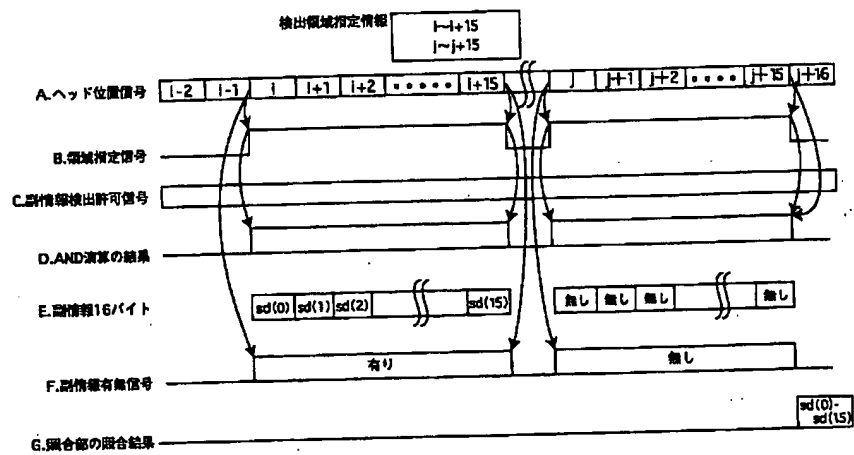 検出領域指定情報
i~i+15
j~j+15
A.ヘッド位置信号 i-2 i-1 i i+1 i+2 ・・・・・ i+15 j j+1 j+2 ・・・・ j+15 j+16
B.領域指定信号
C.副情報検出許可信号
D.AND演算の結果
E.副情報16バイト sd(0) sd(1) sd(2) sd(15) 無し 無し 無し 無し
F.副情報有無信号 有り 無し
G.照合部の照合結果 sd(0)-
sd(15)